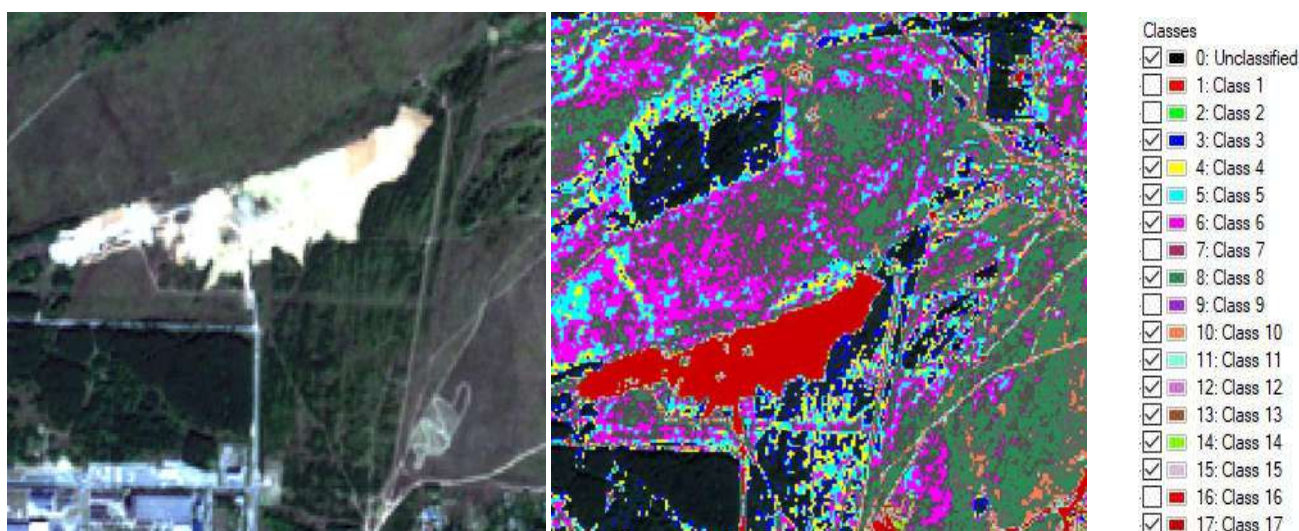 Classes
0: Unclassified
1: Class 1
2: Class 2
3: Class 3
4: Class 4
5: Class 5
6: Class 6
7: Class 7
8: Class 8
9: Class 9
10: Class 10
11: Class 11
12: Class 12
13: Class 13
14: Class 14
15: Class 15
16: Class 16
17: Class 17